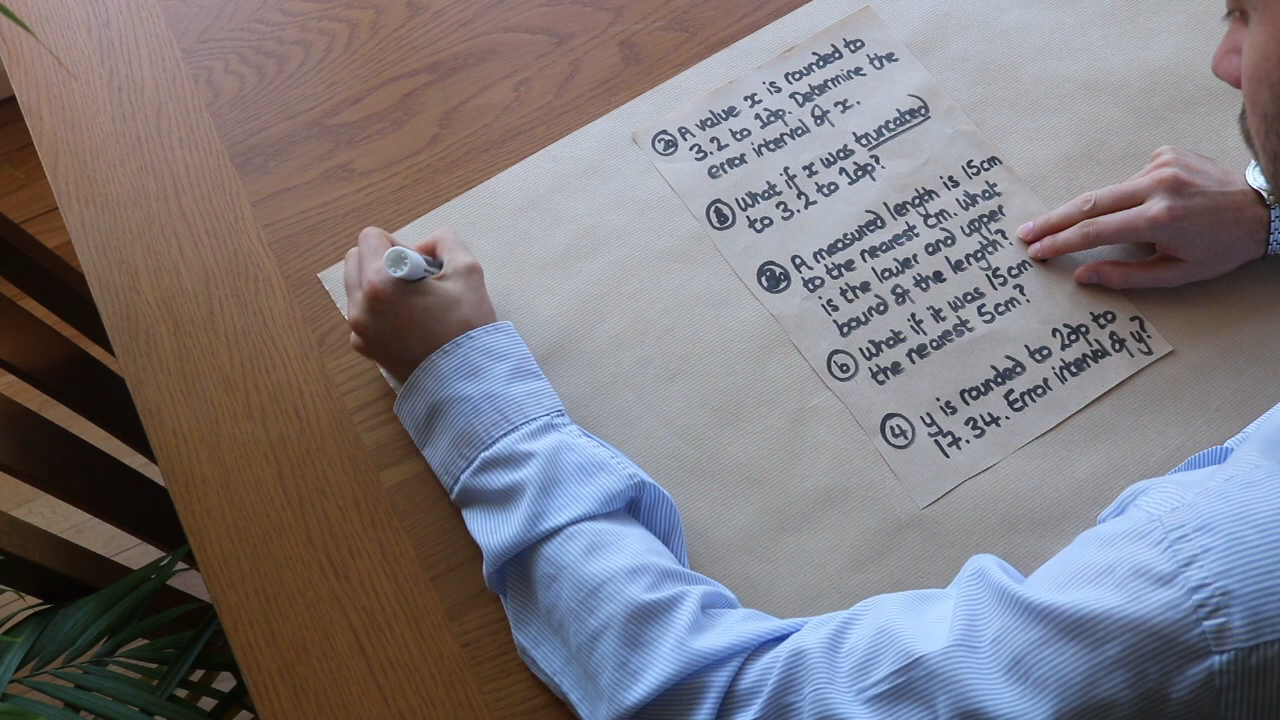 2a A value x is rounded to
3.2 to 1dp. Determine the
error interval of x.
b What if x was truncated
to 3.2 to 1dp?
3a A measured length is 15cm
to the nearest cm. What
is the lower and upper
bound of the length?
b What if it was 15cm
the nearest 5cm?
4 y is rounded to 2dp to
17.34. Error interval of y?